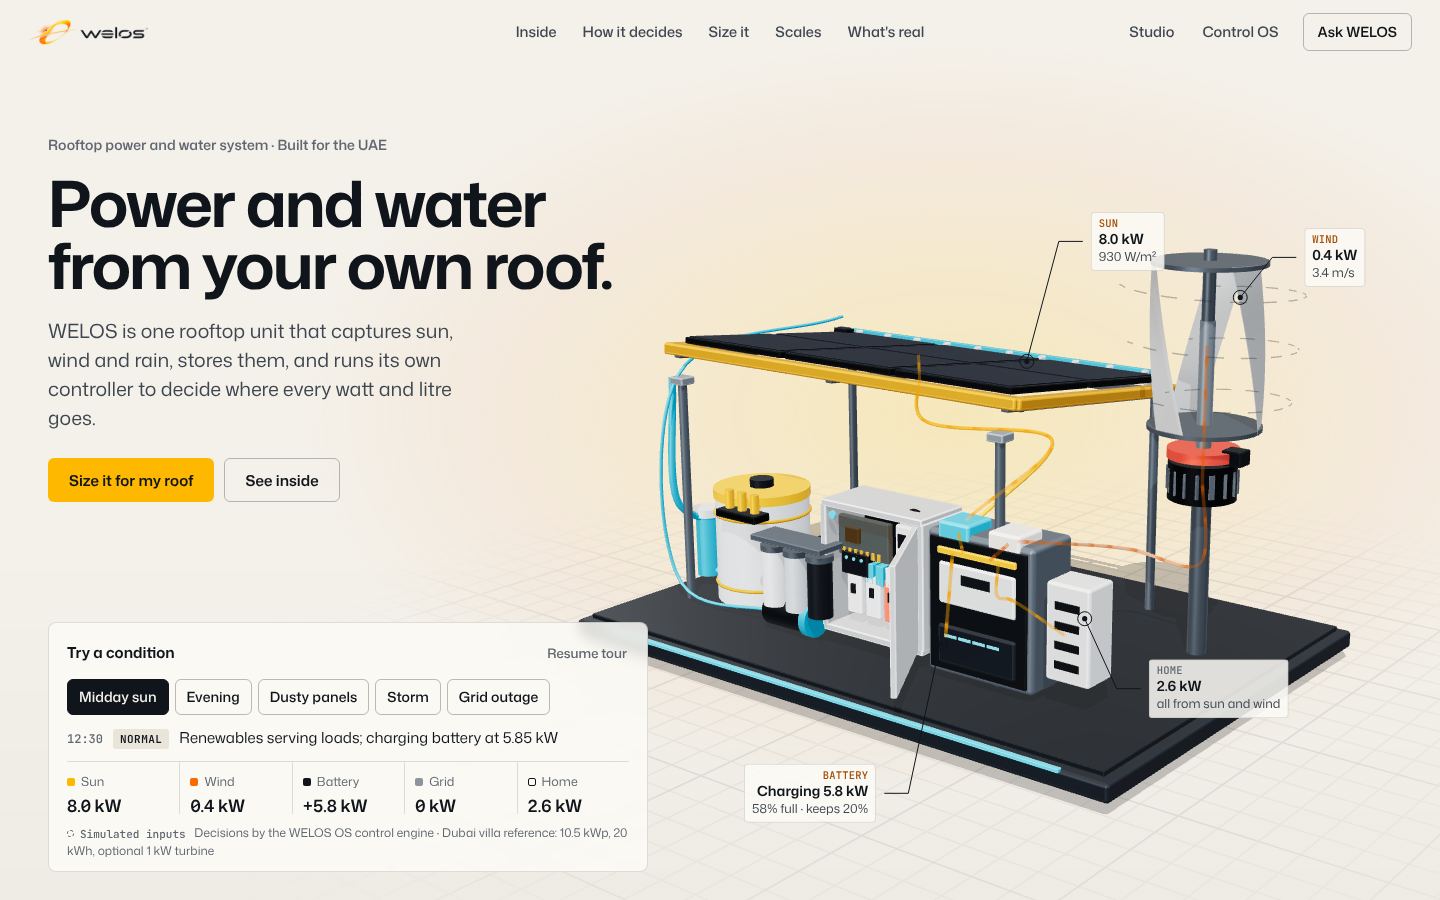 welos
Inside
How it decides
Size it
Scales
What's real
Studio
Control OS
Ask WELOS
Rooftop power and water system · Built for the UAE
Power and water
from your own roof.
WELOS is one rooftop unit that captures sun,
wind and rain, stores them, and runs its own
controller to decide where every watt and litre
goes.
Size it for my roof
See inside
SUN
8.0 kW
930 W/m²
WIND
0.4 kW
3.4 m/s
HOME
2.6 kW
all from sun and wind
BATTERY
Charging 5.8 kW
58% full · keeps 20%
Try a condition
Resume tour
Midday sun
Evening
Dusty panels
Storm
Grid outage
12:30 NORMAL Renewables serving loads; charging battery at 5.85 kW
Sun
8.0 kW
Wind
0.4 kW
Battery
+5.8 kW
Grid
0 kW
Home
2.6 kW
Simulated inputs Decisions by the WELOS OS control engine · Dubai villa reference: 10.5 kWp, 20
kWh, optional 1 kW turbine